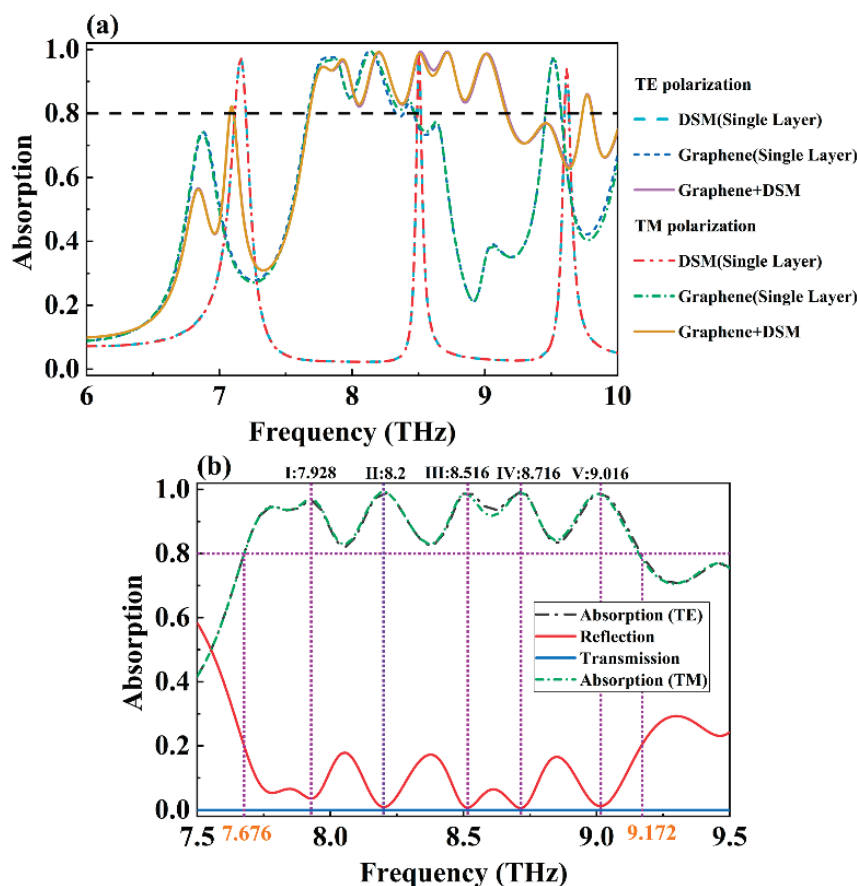 (a)
1.0
0.8
0.6
0.4
0.2
0.0
Absorption
6
7
8
9
10
Frequency (THz)
TE polarization
DSM(Single Layer)
Graphene(Single Layer)
Graphene+DSM
TM polarization
DSM(Single Layer)
Graphene(Single Layer)
Graphene+DSM
(b)
I:7.928
II:8.2
III:8.516
IV:8.716
V:9.016
1.0
0.8
0.6
0.4
0.2
0.0
Absorption
Absorption (TE)
Reflection
Transmission
Absorption (TM)
7.5
7.676
8.0
8.5
9.0
9.172
9.5
Frequency (THz)